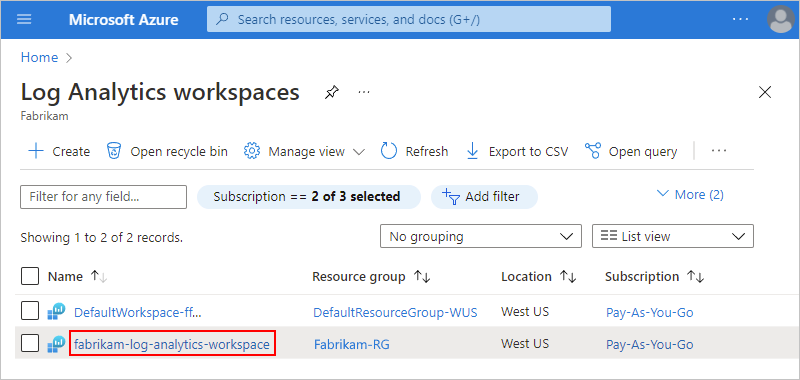 Microsoft Azure Search resources, services, and docs (G+/) ...
Home >
Log Analytics workspaces ...
Fabrikam
Create Open recycle bin Manage view Refresh Export to CSV Open query ...
Filter for any field... Subscription == 2 of 3 selected Add filter More (2)
Showing 1 to 2 of 2 records. No grouping List view
Name ↑↓ Resource group ↑↓ Location ↑↓ Subscription ↑↓
DefaultWorkspace-ff... DefaultResourceGroup-WUS West US Pay-As-You-Go
fabrikam-log-analytics-workspace Fabrikam-RG West US Pay-As-You-Go